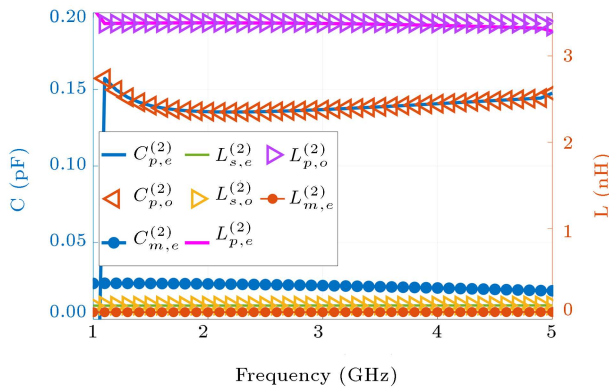 0.20
0.15
0.10
0.05
0.00
C (pF)
3
2
1
0
L (nH)
C_{p,e}^{(2)} L_{s,e}^{(2)} L_{p,o}^{(2)}
C_{p,o}^{(2)} L_{s,o}^{(2)} L_{m,e}^{(2)}
C_{m,e}^{(2)} L_{p,e}^{(2)}
1 2 3 4 5
Frequency (GHz)